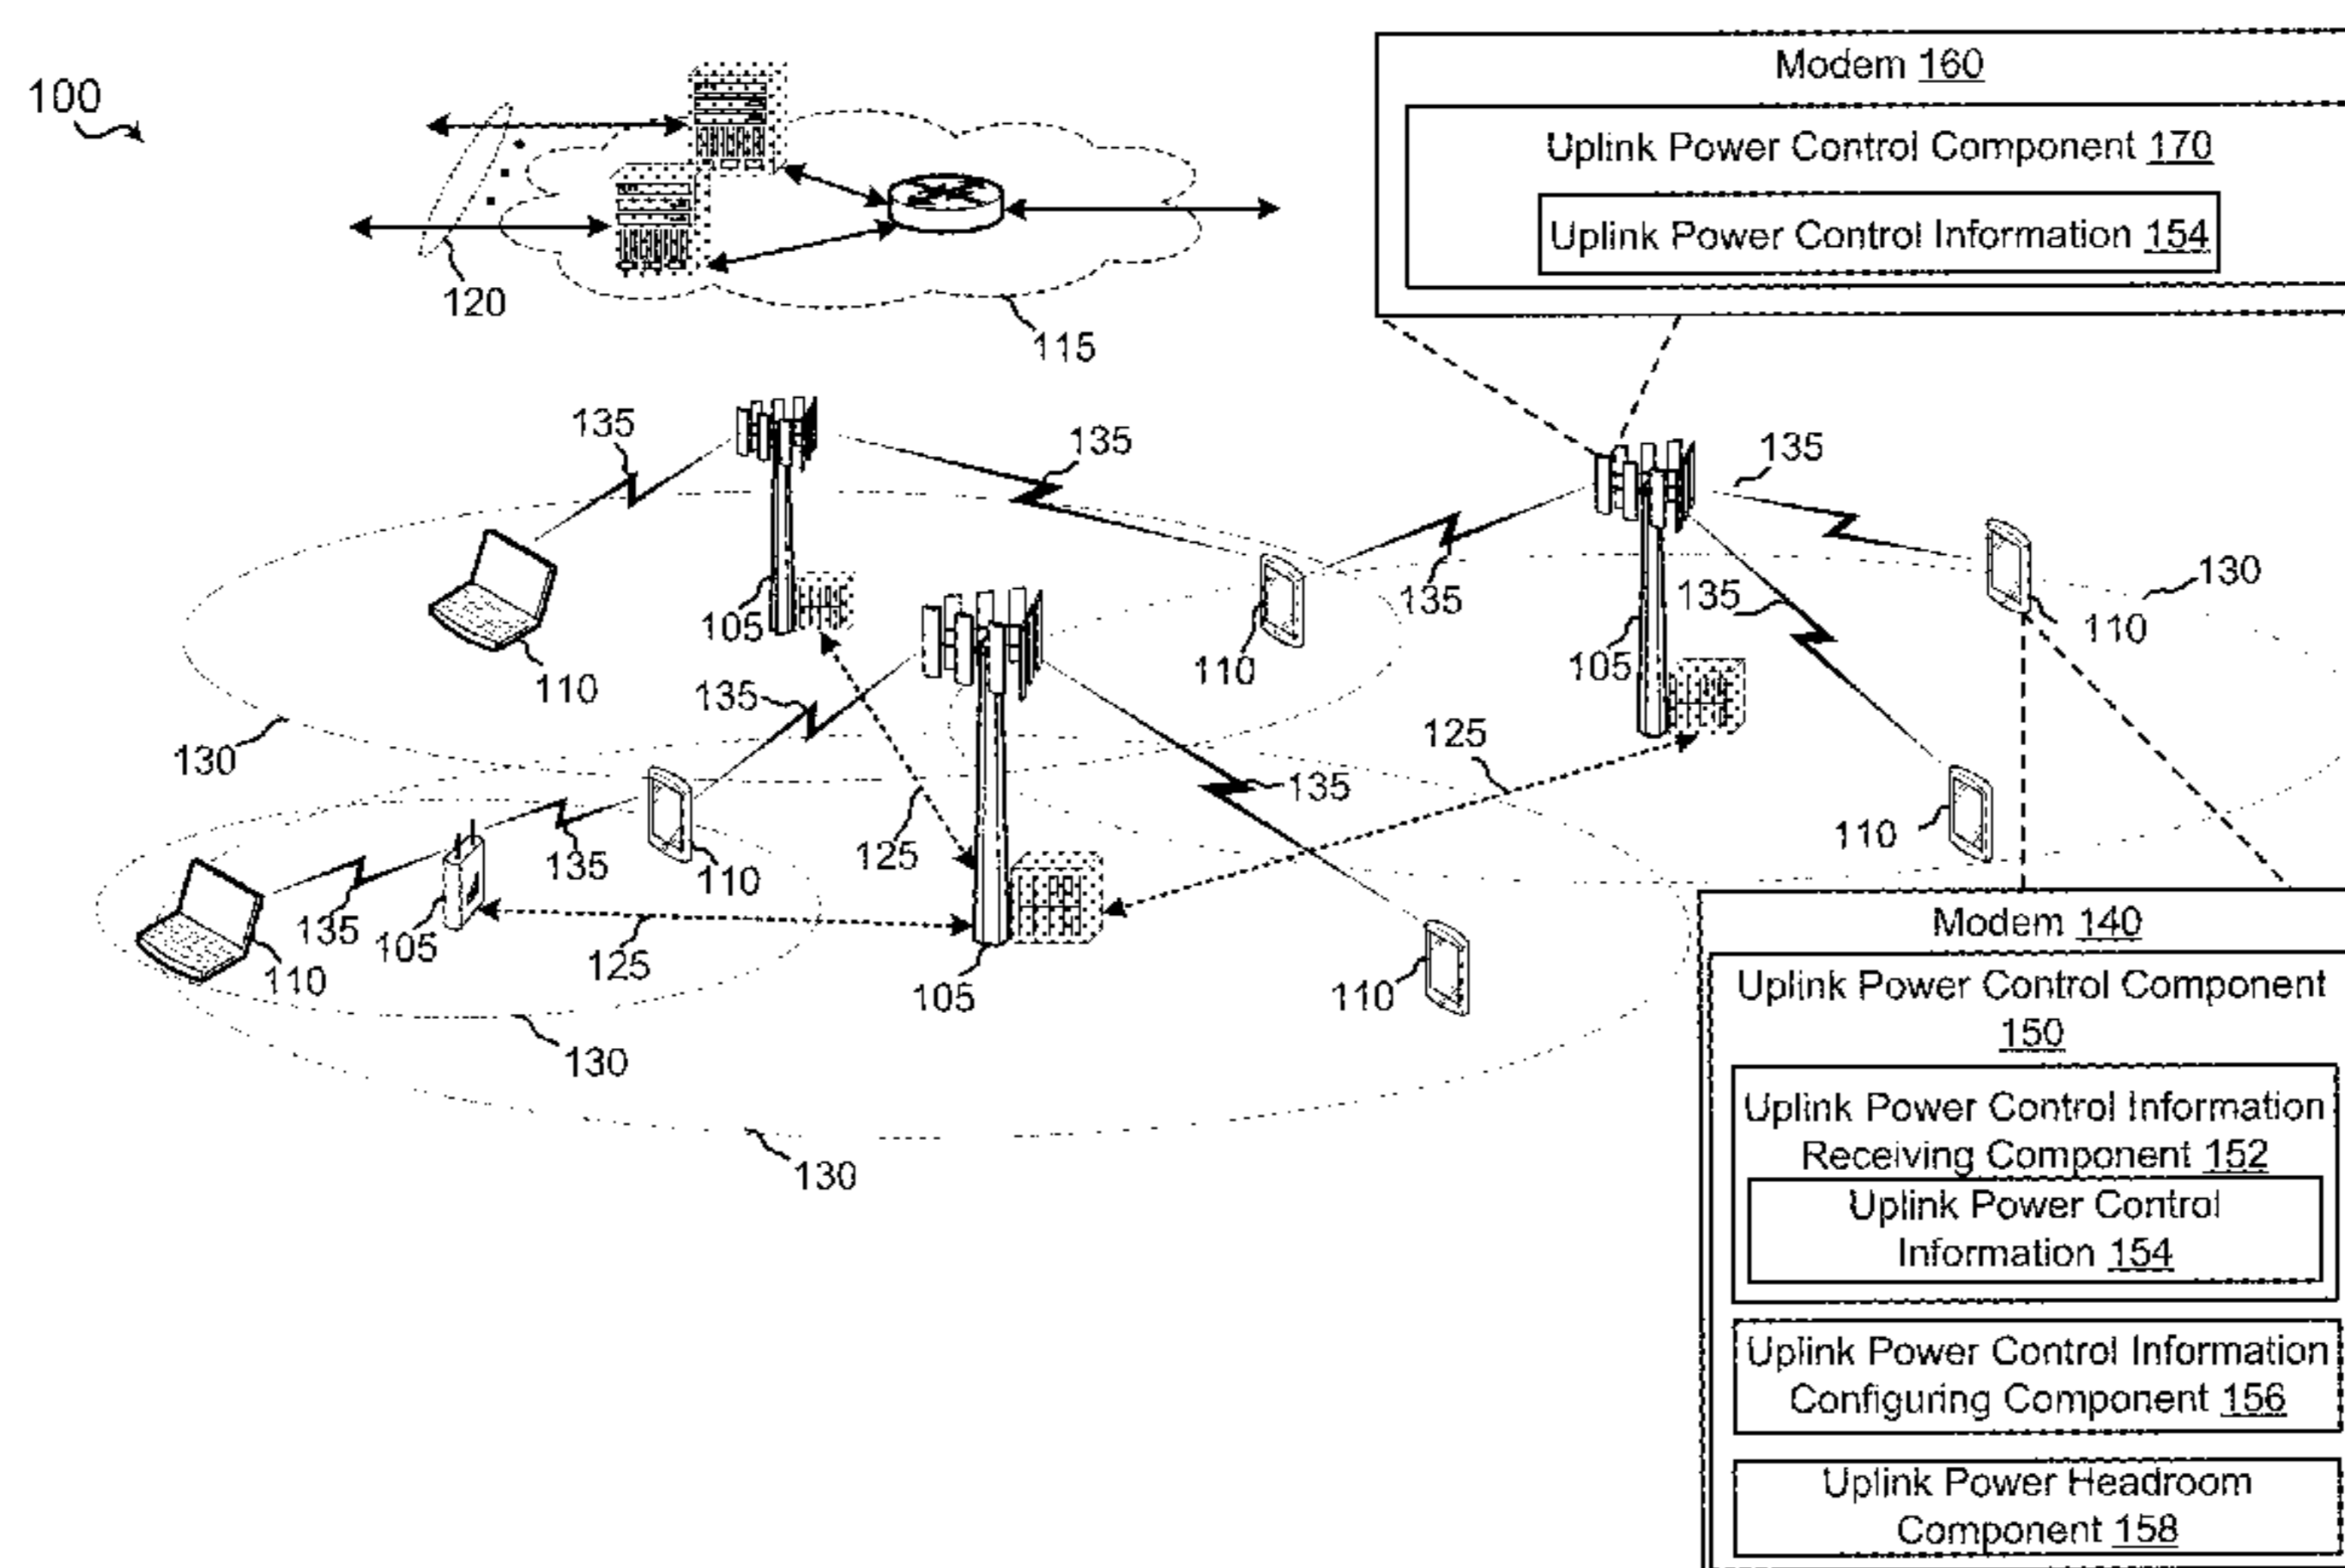 100
Modem 160
Uplink Power Control Component 170
Uplink Power Control Information 154
120
115
135
135
135
105
110
135
110
135
105
135
110
130
130
135
125
135
125
110
135
105
135
110
125
105
110
110
130
130
Modem 140
Uplink Power Control Component
150
Uplink Power Control Information
Receiving Component 152
Uplink Power Control
Information 154
Uplink Power Control Information
Configuring Component 156
Uplink Power Headroom
Component 158